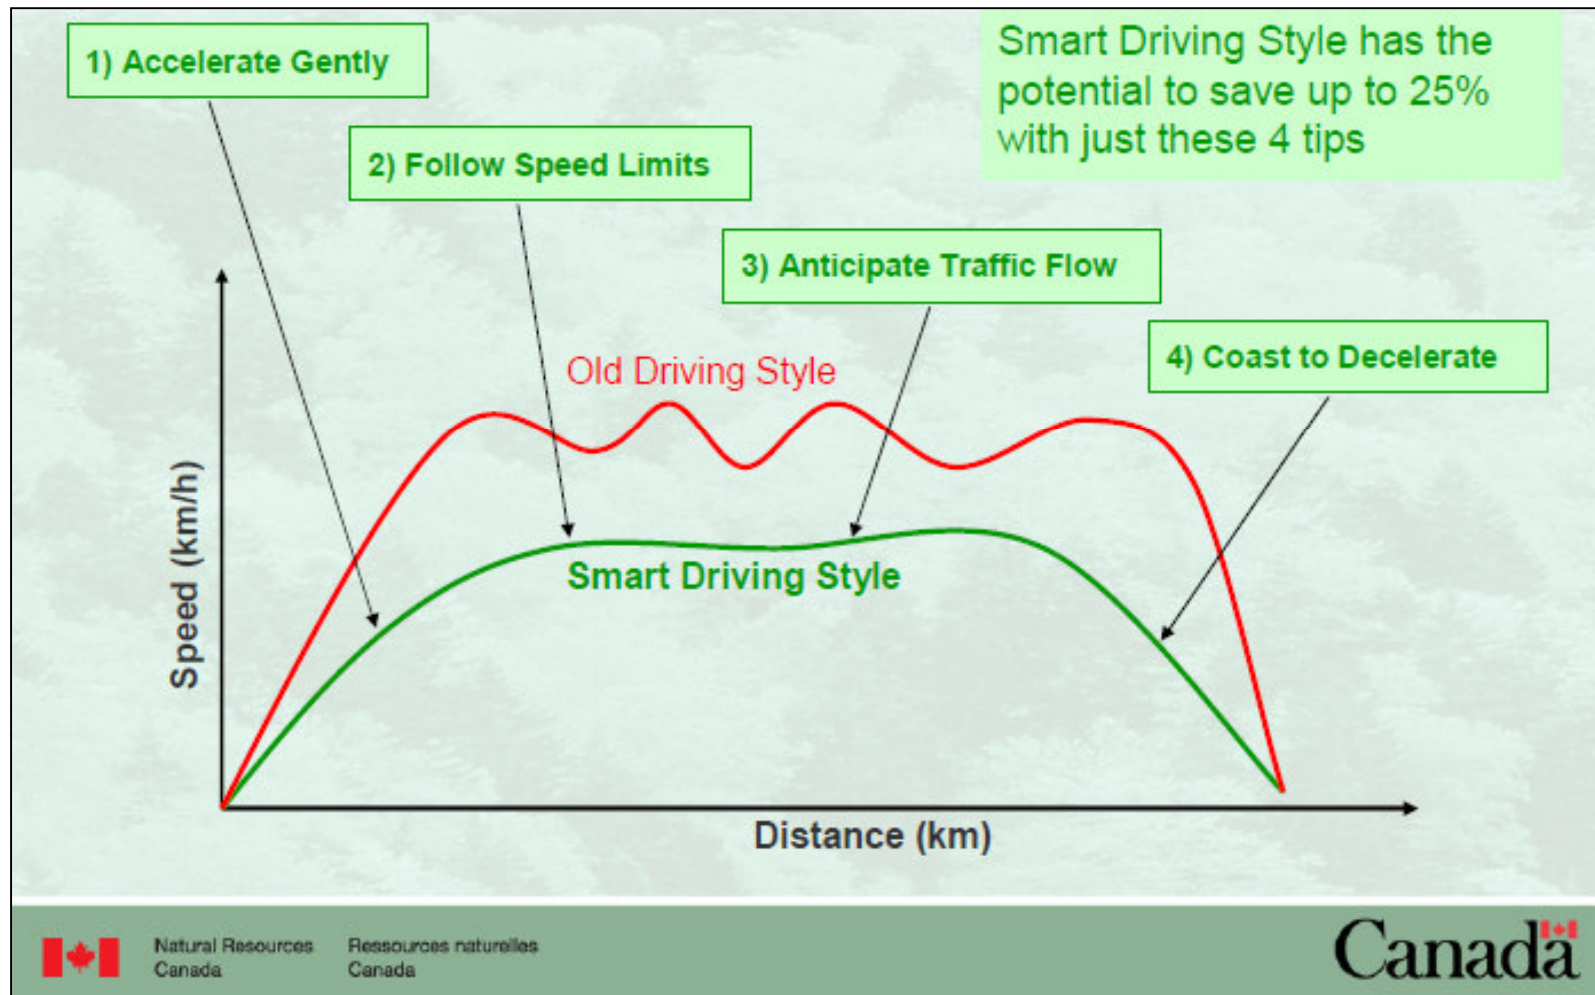 1) Accelerate Gently
Smart Driving Style has the
potential to save up to 25%
with just these 4 tips
2) Follow Speed Limits
3) Anticipate Traffic Flow
4) Coast to Decelerate
Old Driving Style
Smart Driving Style
Speed (km/h)
Distance (km)
Natural Resources
Canada
Ressources naturelles
Canada
Canada